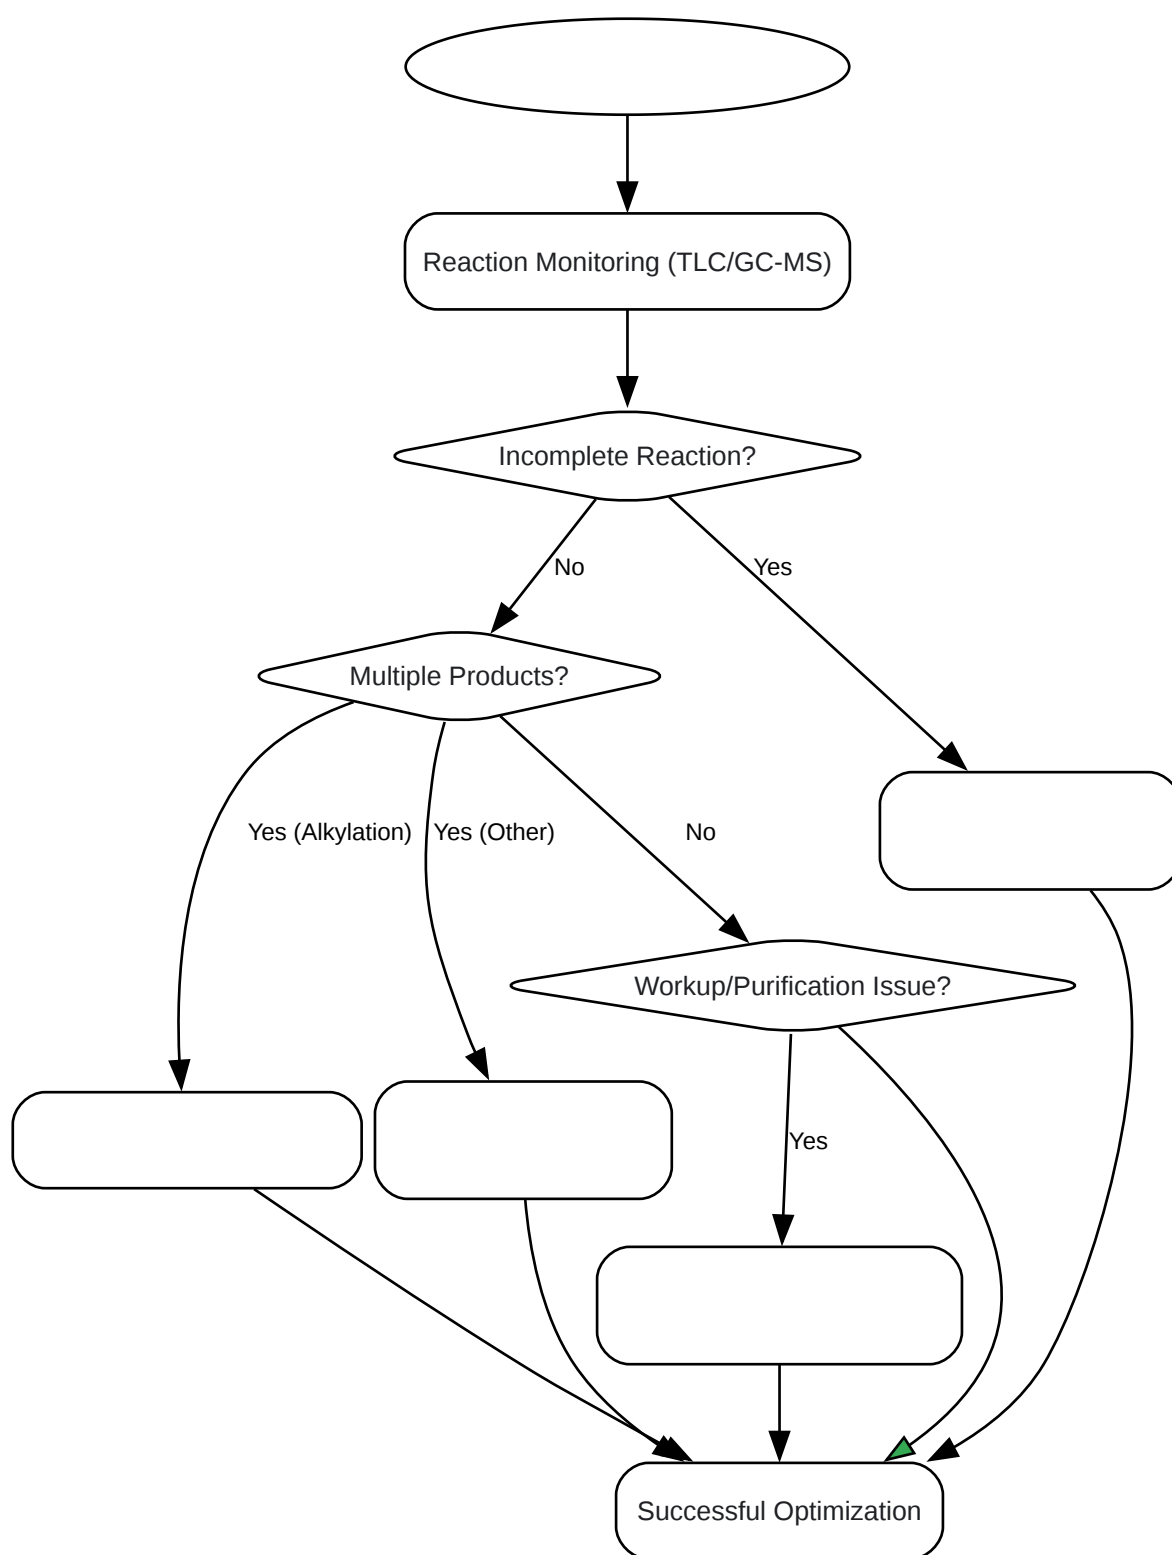 Reaction Monitoring (TLC/GC-MS)
Incomplete Reaction?
No
Yes
Multiple Products?
Yes (Alkylation)
Yes (Other)
No
Workup/Purification Issue?
Yes
Successful Optimization